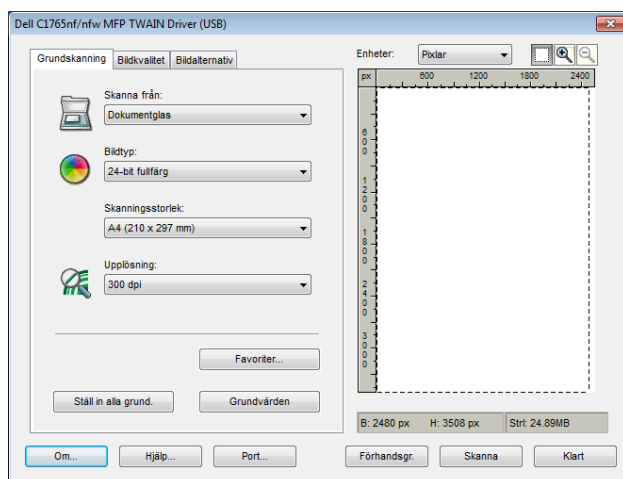 Dell C1765nf/nfw MFP TWAIN Driver (USB)
Grundskanning Bildkvalitet Bildalternativ
Enheter: Pixlar
px 600 1200 1800 2400
Skanna från:
Dokumentglas
600
Bildtyp:
24-bit fullfärg
1200
Skanningsstorlek:
A4 (210 x 297 mm)
1800
Upplösning:
300 dpi
2400
3000
Favoriter...
Ställ in alla grund. Grundvärden
B: 2480 px H: 3508 px Strl: 24.89MB
Om... Hjälp... Port... Förhandsgr. Skanna Klart